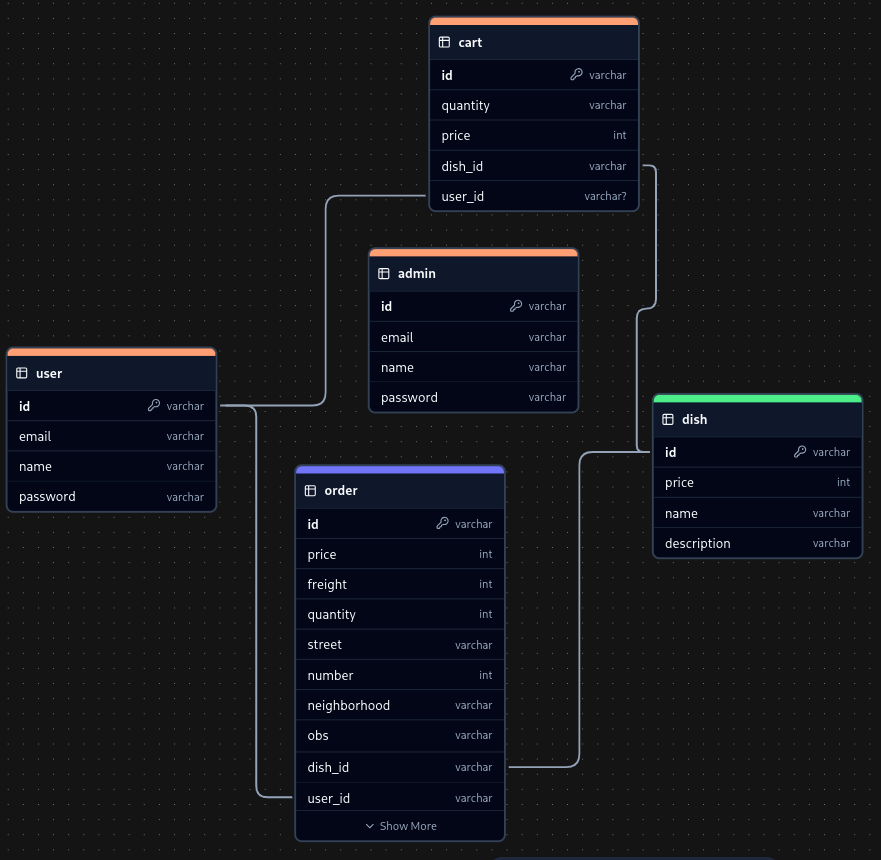 cart
id varchar
quantity varchar
price int
dish_id varchar
user_id varchar?
admin
id varchar
email varchar
name varchar
password varchar
user
id varchar
email varchar
name varchar
password varchar
dish
id varchar
price int
name varchar
description varchar
order
id varchar
price int
freight int
quantity int
street varchar
number int
neighborhood varchar
obs varchar
dish_id varchar
user_id varchar
Show More